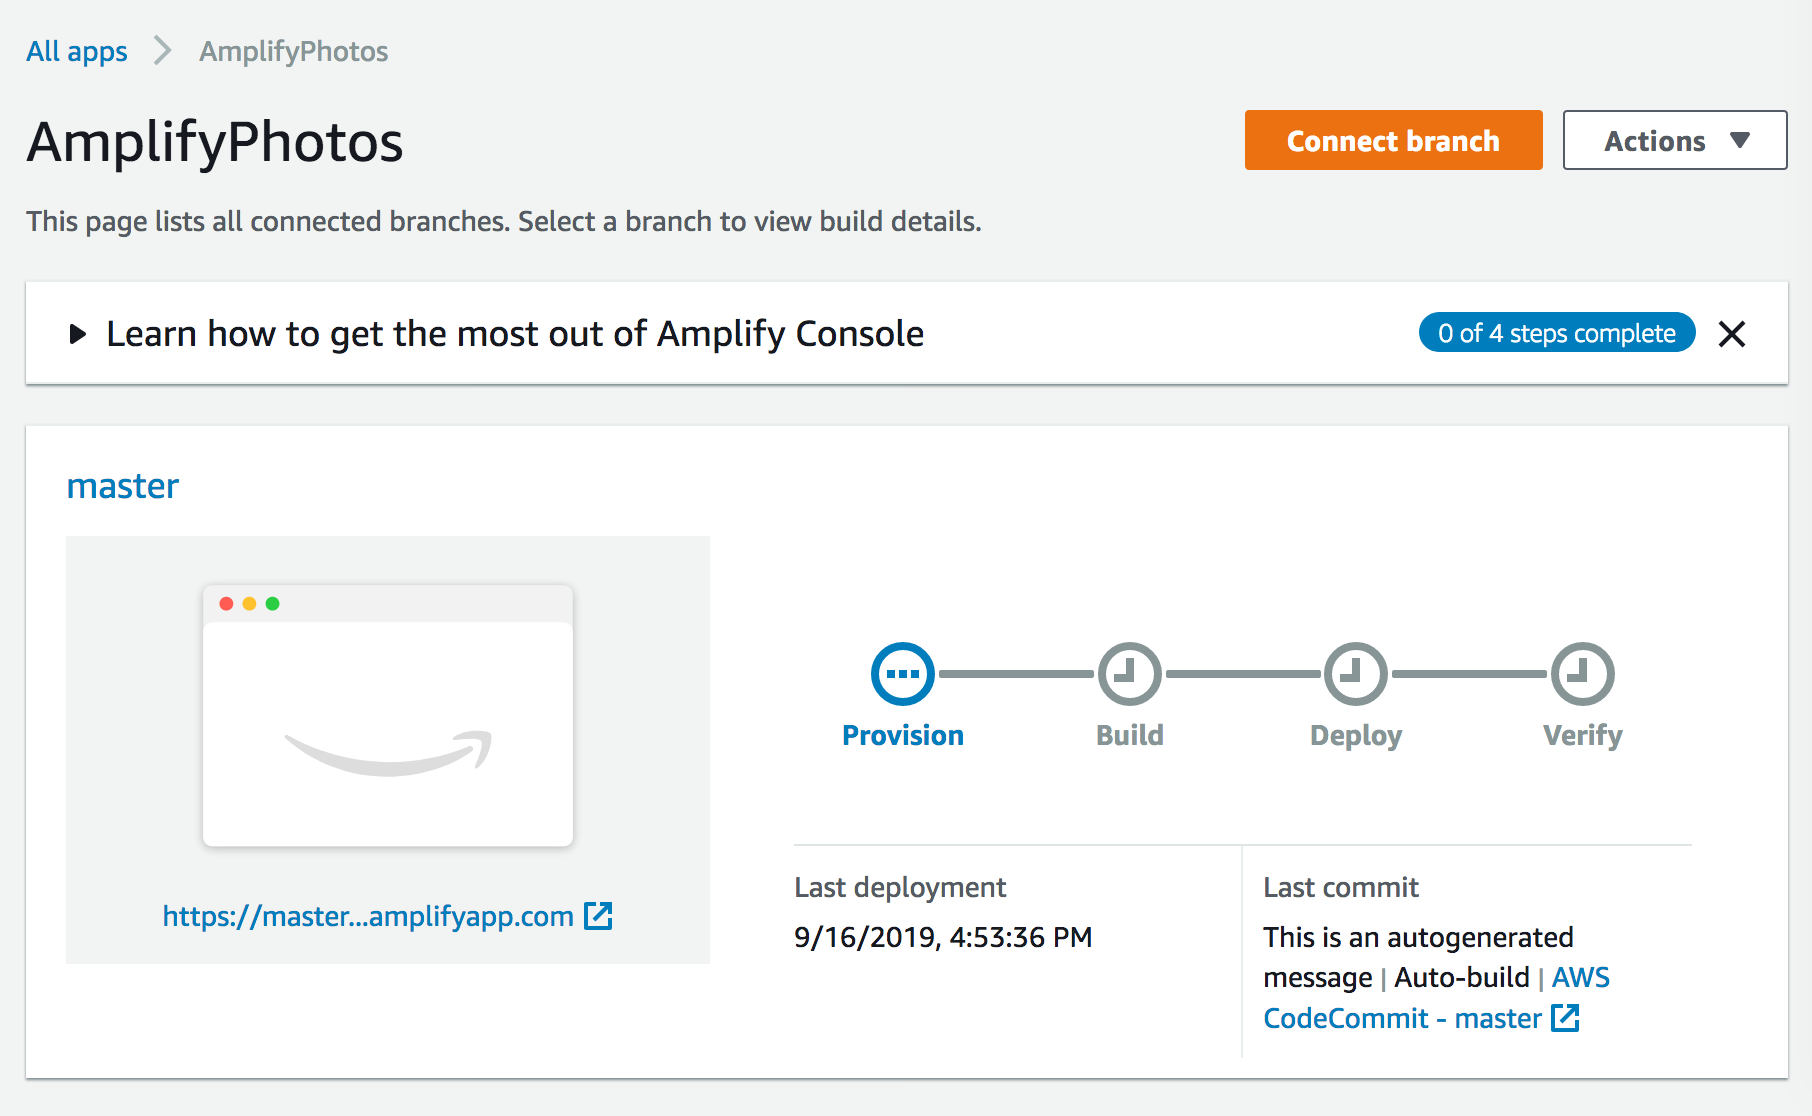 All apps
AmplifyPhotos
AmplifyPhotos
Connect branch
Actions
This page lists all connected branches. Select a branch to view build details.
Learn how to get the most out of Amplify Console
0 of 4 steps complete
master
https://master...amplifyapp.com
Provision
Build
Deploy
Verify
Last deployment
9/16/2019, 4:53:36 PM
Last commit
This is an autogenerated
message | Auto-build | AWS
CodeCommit - master